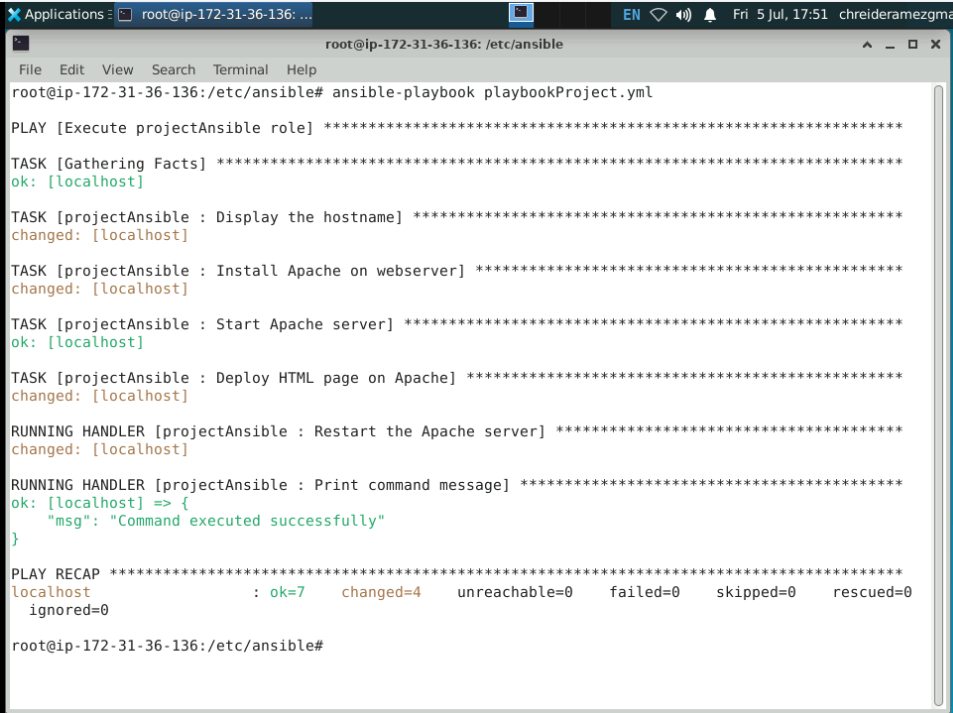 Applications
root@ip-172-31-36-136: ...
EN
Fri 5 Jul, 17:51 chreideramezgma
root@ip-172-31-36-136: /etc/ansible
File Edit View Search Terminal Help
root@ip-172-31-36-136:/etc/ansible# ansible-playbook playbookProject.yml
PLAY [Execute projectAnsible role] *****************************************************************
TASK [Gathering Facts] *****************************************************************************
ok: [localhost]
TASK [projectAnsible : Display the hostname] *******************************************************
changed: [localhost]
TASK [projectAnsible : Install Apache on webserver] ************************************************
changed: [localhost]
TASK [projectAnsible : Start Apache server] ********************************************************
ok: [localhost]
TASK [projectAnsible : Deploy HTML page on Apache] *************************************************
changed: [localhost]
RUNNING HANDLER [projectAnsible : Restart the Apache server] ***************************************
changed: [localhost]
RUNNING HANDLER [projectAnsible : Print command message] *******************************************
ok: [localhost] => {
    "msg": "Command executed successfully"
}
PLAY RECAP *****************************************************************************************
localhost                  : ok=7    changed=4    unreachable=0    failed=0    skipped=0    rescued=0
  ignored=0
root@ip-172-31-36-136:/etc/ansible#